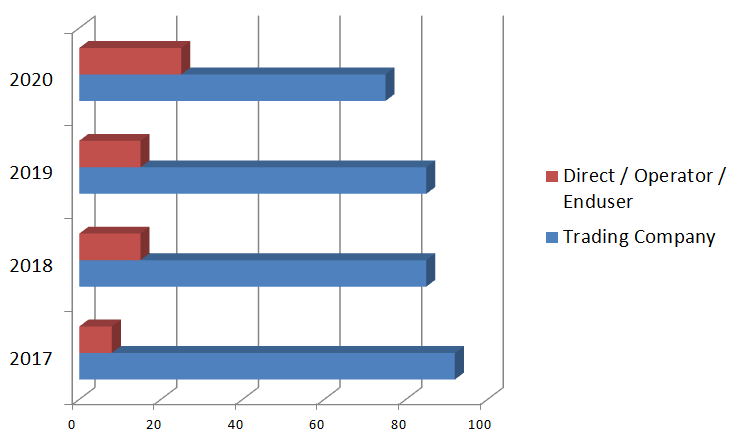 2020
2019
2018
2017
0 20 40 60 80 100
Direct / Operator /
Enduser
Trading Company